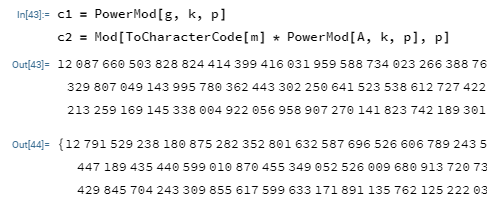 In[43]:= c1 = PowerMod[g, k, p]
c2 = Mod[ToCharacterCode[m] * PowerMod[A, k, p], p]
Out[43]= 12 087 660 503 828 824 414 399 416 031 959 588 734 023 266 388 76
329 807 049 143 995 780 362 443 302 250 641 523 538 612 727 422
213 259 169 145 338 004 922 056 958 907 270 141 823 742 189 301
Out[44]= {12 791 529 238 180 875 282 352 801 632 587 696 526 606 789 243 5
447 189 435 440 599 010 870 455 349 052 526 009 680 913 720 73
429 845 704 243 309 855 617 599 633 171 891 135 762 125 222 03